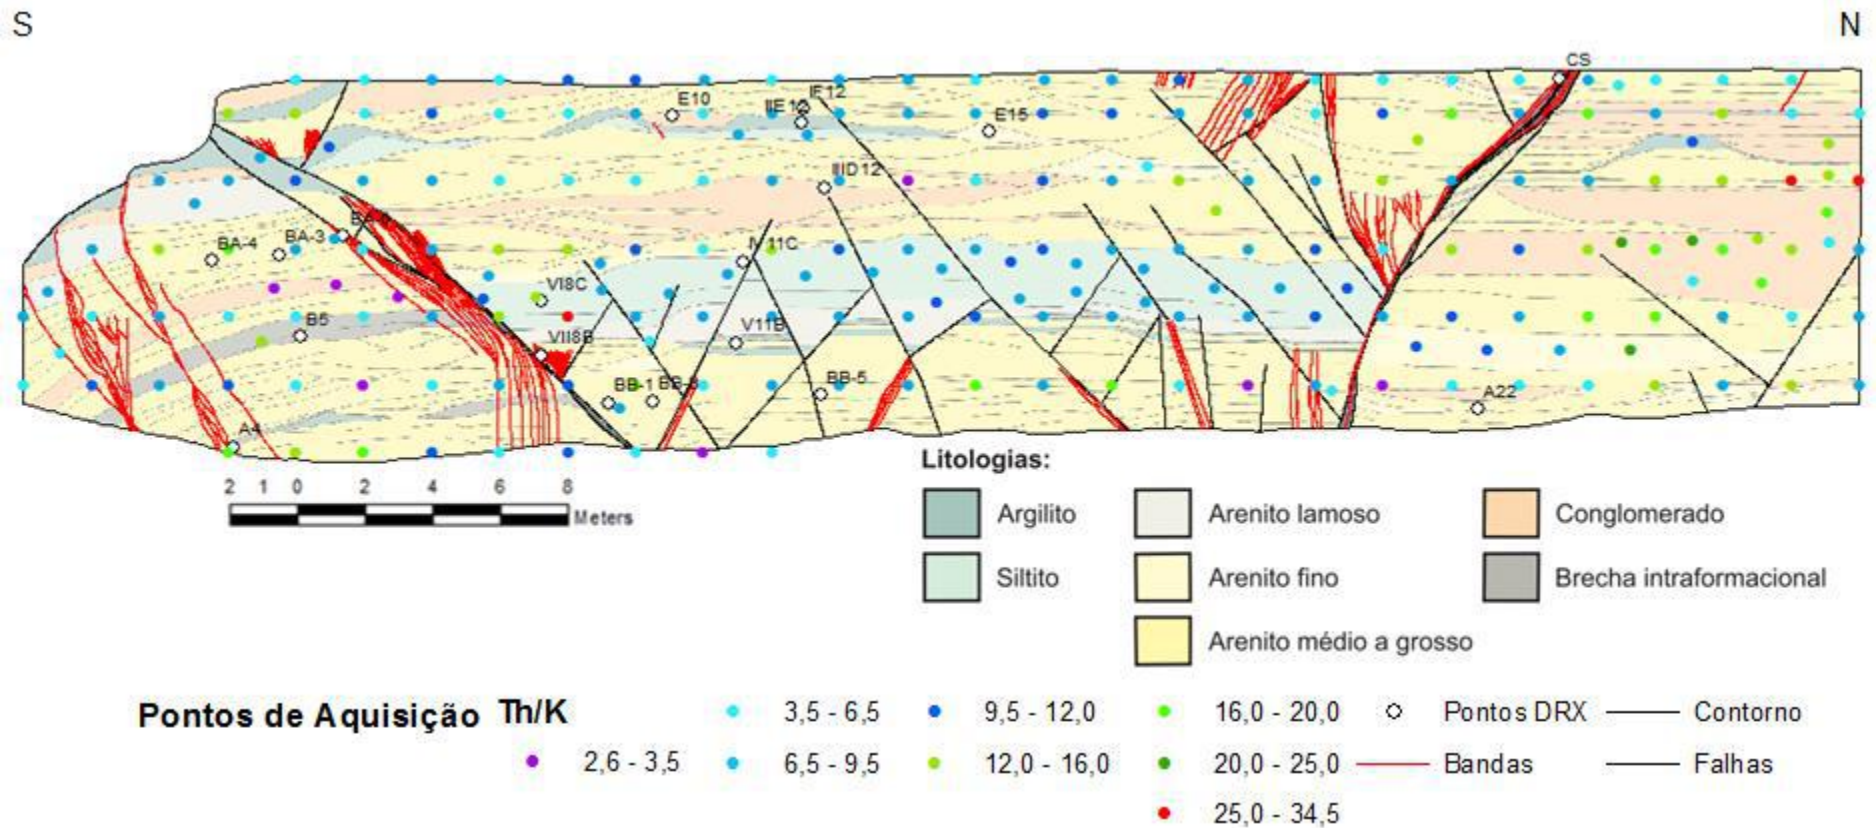 S N
CS
E10 IIE12 IF12 E15
IIID12
BA-4 BA-3 IV11C
VI8C
B5 V11B
VII8B
BB-1 BB-3 BB-5 A22
A4
2 1 0 2 4 6 8
Meters
Litologias:
Argilito Arenito lamoso Conglomerado
Siltito Arenito fino Brecha intraformacional
Arenito médio a grosso
Pontos de Aquisição Th/K 3,5 - 6,5 9,5 - 12,0 16,0 - 20,0 Pontos DRX Contorno
2,6 - 3,5 6,5 - 9,5 12,0 - 16,0 20,0 - 25,0 Bandas Falhas
25,0 - 34,5